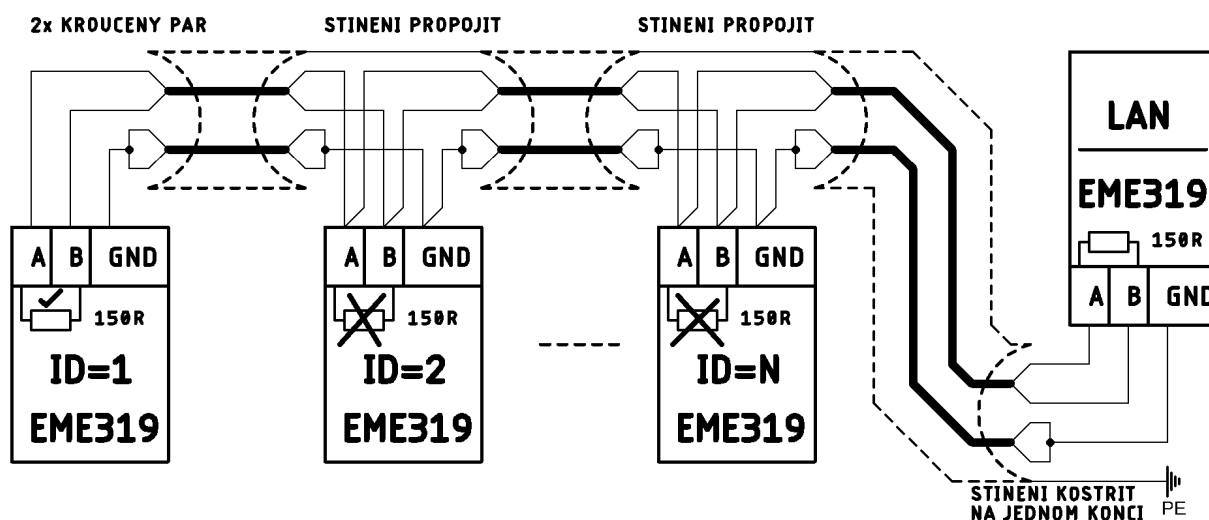 2x KROUCENY PAR
STINENI PROPOJIT
STINENI PROPOJIT
LAN
EME319
150R
A B GND
A B GND
150R
ID=1
EME319
A B GND
150R
ID=2
EME319
A B GND
150R
ID=N
EME319
STINENI KOSTRIT
NA JEDNOM KONCI
PE